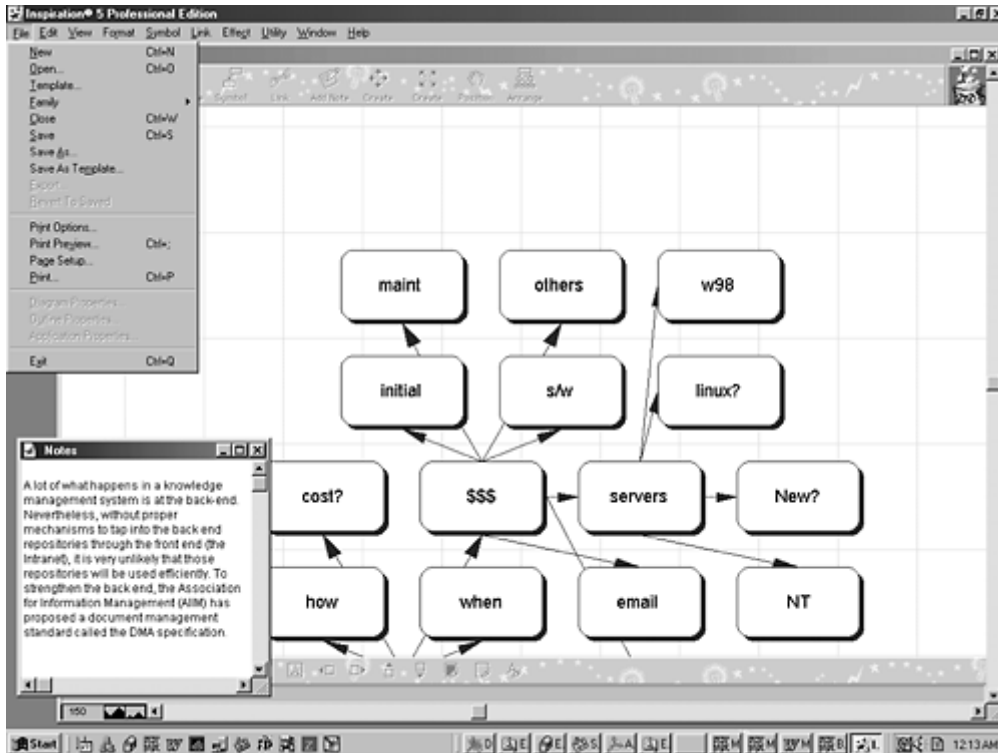 Inspiration® 5 Professional Edition
File Edit View Format Symbol Link Effect Utility Window Help
New Ctrl+N
Open... Ctrl+O
Template...
Family
Close Ctrl+W
Save Ctrl+S
Save As...
Save As Template...
Export...
Revert To Saved
Print Options...
Print Preview... Ctrl+;
Page Setup...
Print... Ctrl+P
Diagram Properties...
Outline Properties...
Application Properties...
Exit Ctrl+Q
Symbol Link Add Note Create Create Position Arrange
maint others w98
initial s/w linux?
cost? $$$ servers New?
how when email NT
Notes
A lot of what happens in a knowledge
management system is at the back-end.
Nevertheless, without proper
mechanisms to tap into the back end
repositories through the front end (the
Intranet), it is very unlikely that those
repositories will be used efficiently. To
strengthen the back end, the Association
for Information Management (AIIM) has
proposed a document management
standard called the DMA specification.
150
Start 12:13AM